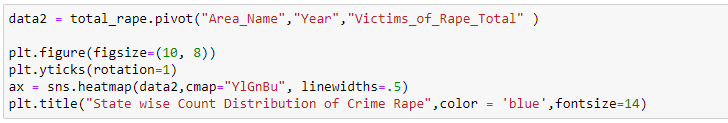 data2 = total_rape.pivot("Area_Name","Year","Victims_of_Rape_Total" )
plt.figure(figsize=(10, 8))
plt.yticks(rotation=1)
ax = sns.heatmap(data2,cmap="YlGnBu", linewidths=.5)
plt.title("State wise Count Distribution of Crime Rape",color = 'blue',fontsize=14)